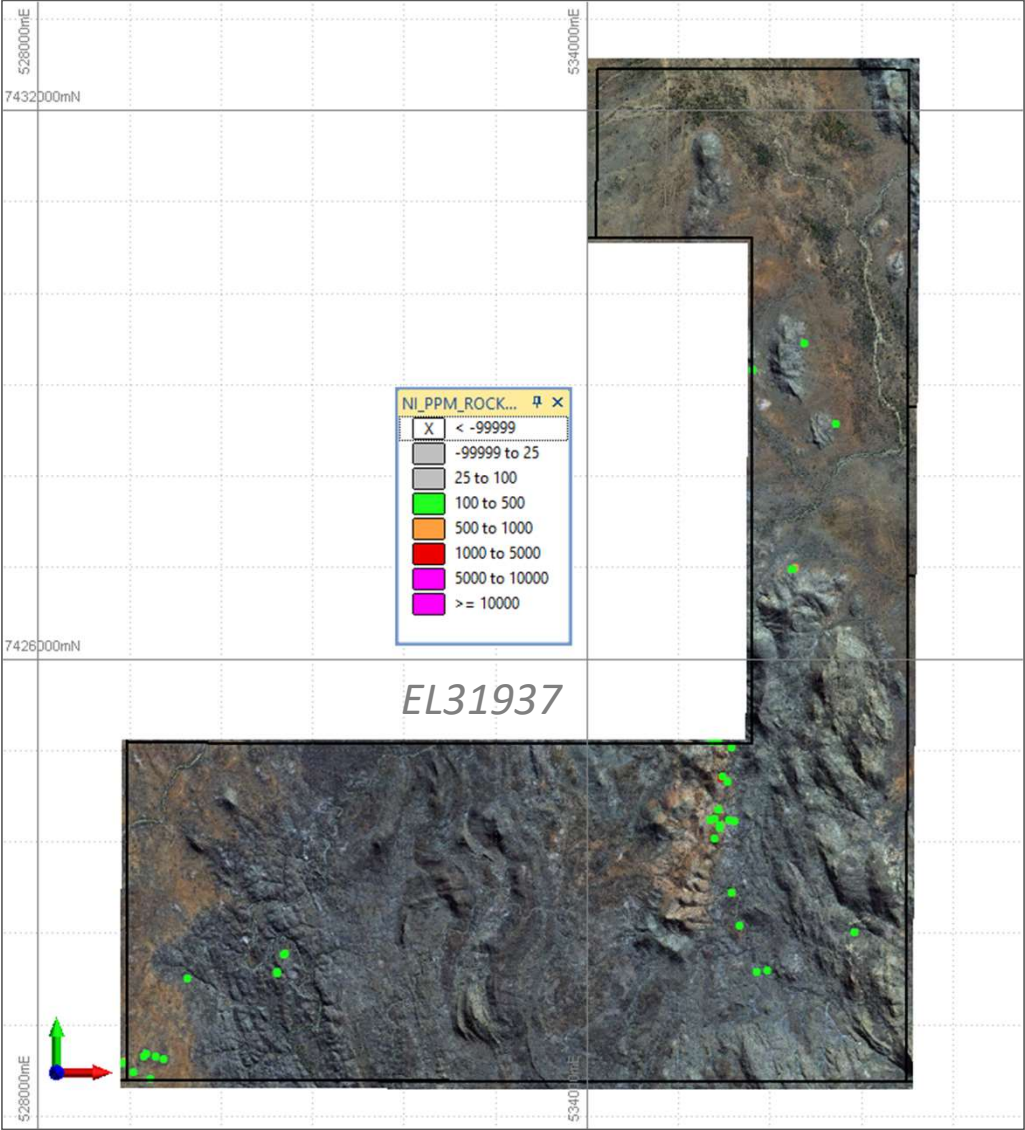 528000mE
534000mE
7432000mN
NI_PPM_ROCK...
X < -99999
-99999 to 25
25 to 100
100 to 500
500 to 1000
1000 to 5000
5000 to 10000
>= 10000
7426000mN
EL31937
528000mE
534000mE